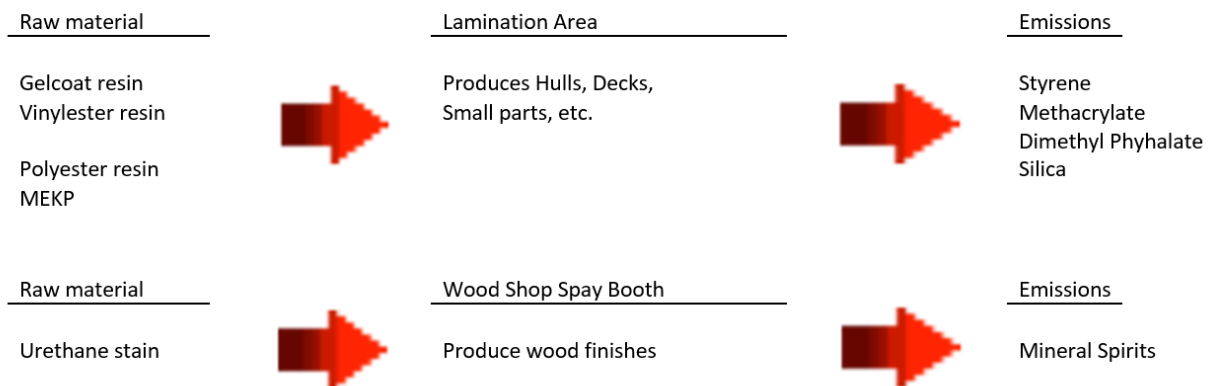 Raw material Lamination Area Emissions
Gelcoat resin Produces Hulls, Decks, Styrene
Vinylester resin Small parts, etc. Methacrylate
Dimethyl Phyhalate
Polyester resin Silica
MEKP
Raw material Wood Shop Spay Booth Emissions
Urethane stain Produce wood finishes Mineral Spirits